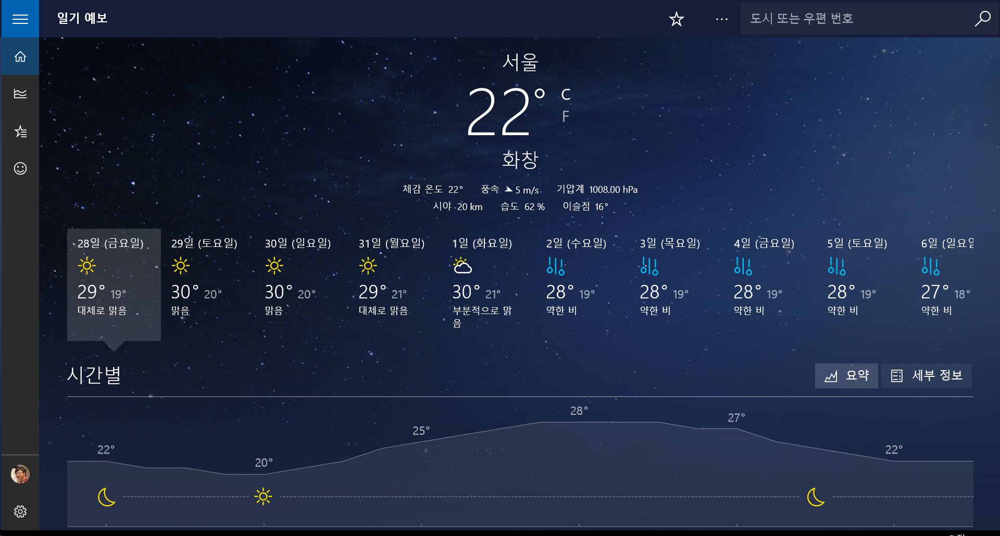 일기 예보
도시 또는 우편 번호
서울
22° C
F
화창
체감 온도 22° 풍속 5 m/s 기압계 1008.00 hPa
시야 20 km 습도 62 % 이슬점 16°
28일 (금요일) 29일 (토요일) 30일 (일요일) 31일 (월요일) 1일 (화요일) 2일 (수요일) 3일 (목요일) 4일 (금요일) 5일 (토요일) 6일 (일요일
29° 19° 30° 20° 30° 20° 29° 21° 30° 21° 28° 19° 28° 19° 28° 19° 28° 19° 27° 18°
대체로 맑음 맑음 맑음 대체로 맑음 부분적으로 맑 약한 비 약한 비 약한 비 약한 비 약한 비
음
시간별 요약 세부 정보
28°
27°
25°
22° 22°
20°